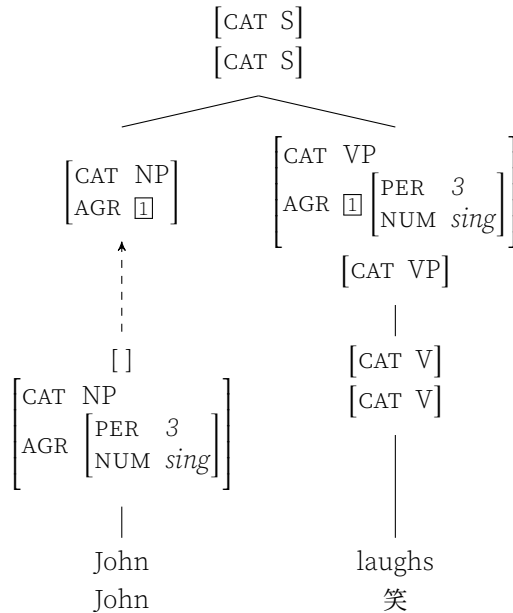 [CAT S]
[CAT S]
[CAT NP
AGR 1]
[CAT VP
AGR 1 [PER 3
NUM sing]]
[CAT VP]
[ ]
[CAT NP
AGR [PER 3
NUM sing]]
[CAT V]
[CAT V]
John
John
laughs
笑